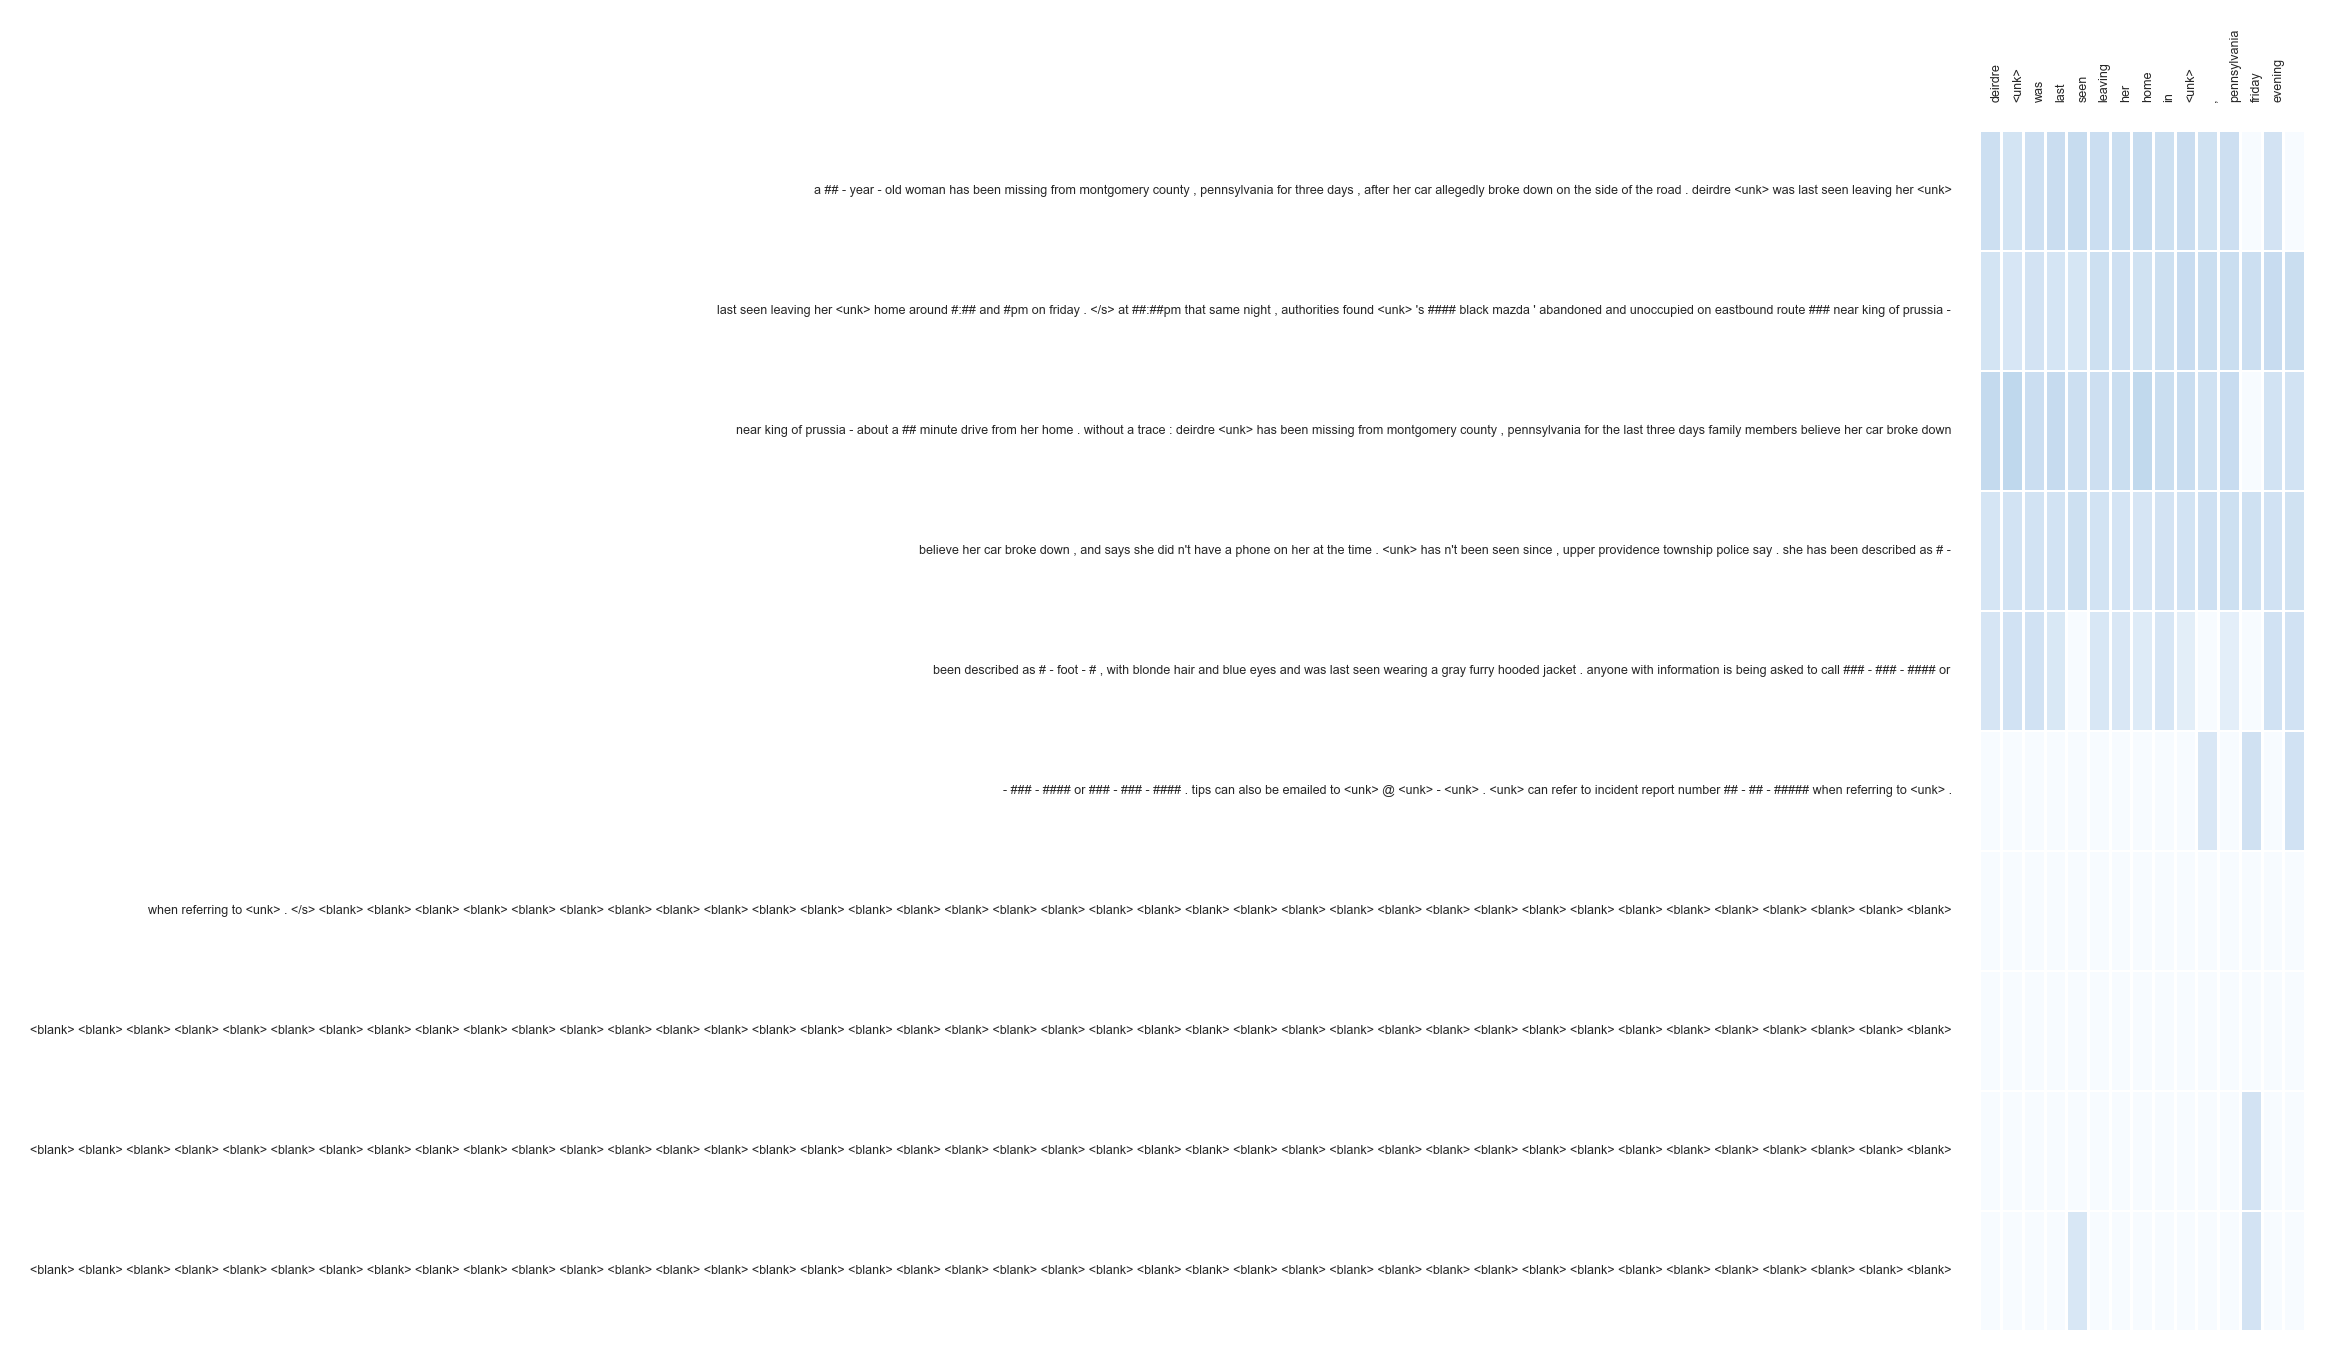 deirdre
<unk>
was
last
seen
leaving
her
home
in
<unk>
,
pennsylvania
friday
evening
a ## - year - old woman has been missing from montgomery county , pennsylvania for three days , after her car allegedly broke down on the side of the road . deirdre <unk> was last seen leaving her <unk>
last seen leaving her <unk> home around #:## and #pm on friday . </s> at ##:##pm that same night , authorities found <unk> 's #### black mazda ' abandoned and unoccupied on eastbound route ### near king of prussia -
near king of prussia - about a ## minute drive from her home . without a trace : deirdre <unk> has been missing from montgomery county , pennsylvania for the last three days family members believe her car broke down
believe her car broke down , and says she did n't have a phone on her at the time . <unk> has n't been seen since , upper providence township police say . she has been described as # -
been described as # - foot - # , with blonde hair and blue eyes and was last seen wearing a gray furry hooded jacket . anyone with information is being asked to call ### - ### - #### or
- ### - #### or ### - ### - #### . tips can also be emailed to <unk> @ <unk> - <unk> . <unk> can refer to incident report number ## - ## - ##### when referring to <unk> .
when referring to <unk> . </s> <blank> <blank> <blank> <blank> <blank> <blank> <blank> <blank> <blank> <blank> <blank> <blank> <blank> <blank> <blank> <blank> <blank> <blank> <blank> <blank> <blank> <blank> <blank> <blank> <blank> <blank> <blank> <blank> <blank> <blank> <blank> <blank> <blank> <blank>
<blank> <blank> <blank> <blank> <blank> <blank> <blank> <blank> <blank> <blank> <blank> <blank> <blank> <blank> <blank> <blank> <blank> <blank> <blank> <blank> <blank> <blank> <blank> <blank> <blank> <blank> <blank> <blank> <blank> <blank> <blank> <blank> <blank> <blank> <blank> <blank> <blank> <blank> <blank> <blank>
<blank> <blank> <blank> <blank> <blank> <blank> <blank> <blank> <blank> <blank> <blank> <blank> <blank> <blank> <blank> <blank> <blank> <blank> <blank> <blank> <blank> <blank> <blank> <blank> <blank> <blank> <blank> <blank> <blank> <blank> <blank> <blank> <blank> <blank> <blank> <blank> <blank> <blank> <blank> <blank>
<blank> <blank> <blank> <blank> <blank> <blank> <blank> <blank> <blank> <blank> <blank> <blank> <blank> <blank> <blank> <blank> <blank> <blank> <blank> <blank> <blank> <blank> <blank> <blank> <blank> <blank> <blank> <blank> <blank> <blank> <blank> <blank> <blank> <blank> <blank> <blank> <blank> <blank> <blank> <blank>